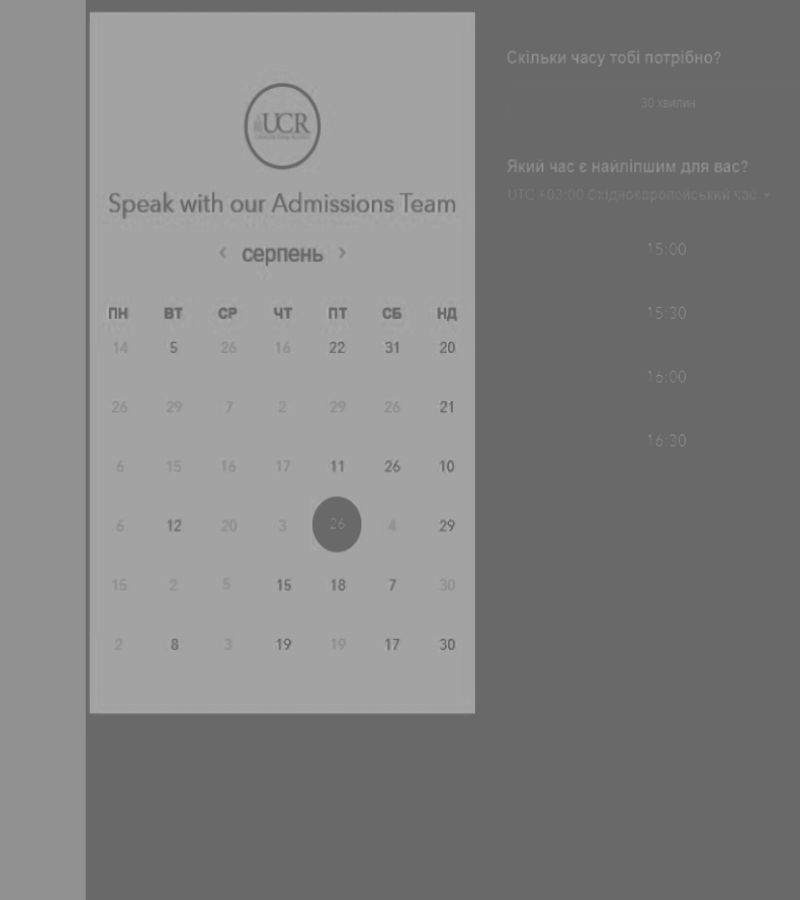 UCR
Speak with our Admissions Team
‹ серпень ›
ПН ВТ СР ЧТ ПТ СБ НД
14 5 26 16 22 31 20
26 29 7 2 29 26 21
6 15 16 17 11 26 10
6 12 20 3 26 4 29
15 2 5 15 18 7 30
2 8 3 19 19 17 30
Скільки часу тобі потрібно?
30 хвилин
Який час є найліпшим для вас?
UTC +03:00 Східноєвропейський час
15:00
15:30
16:00
16:30